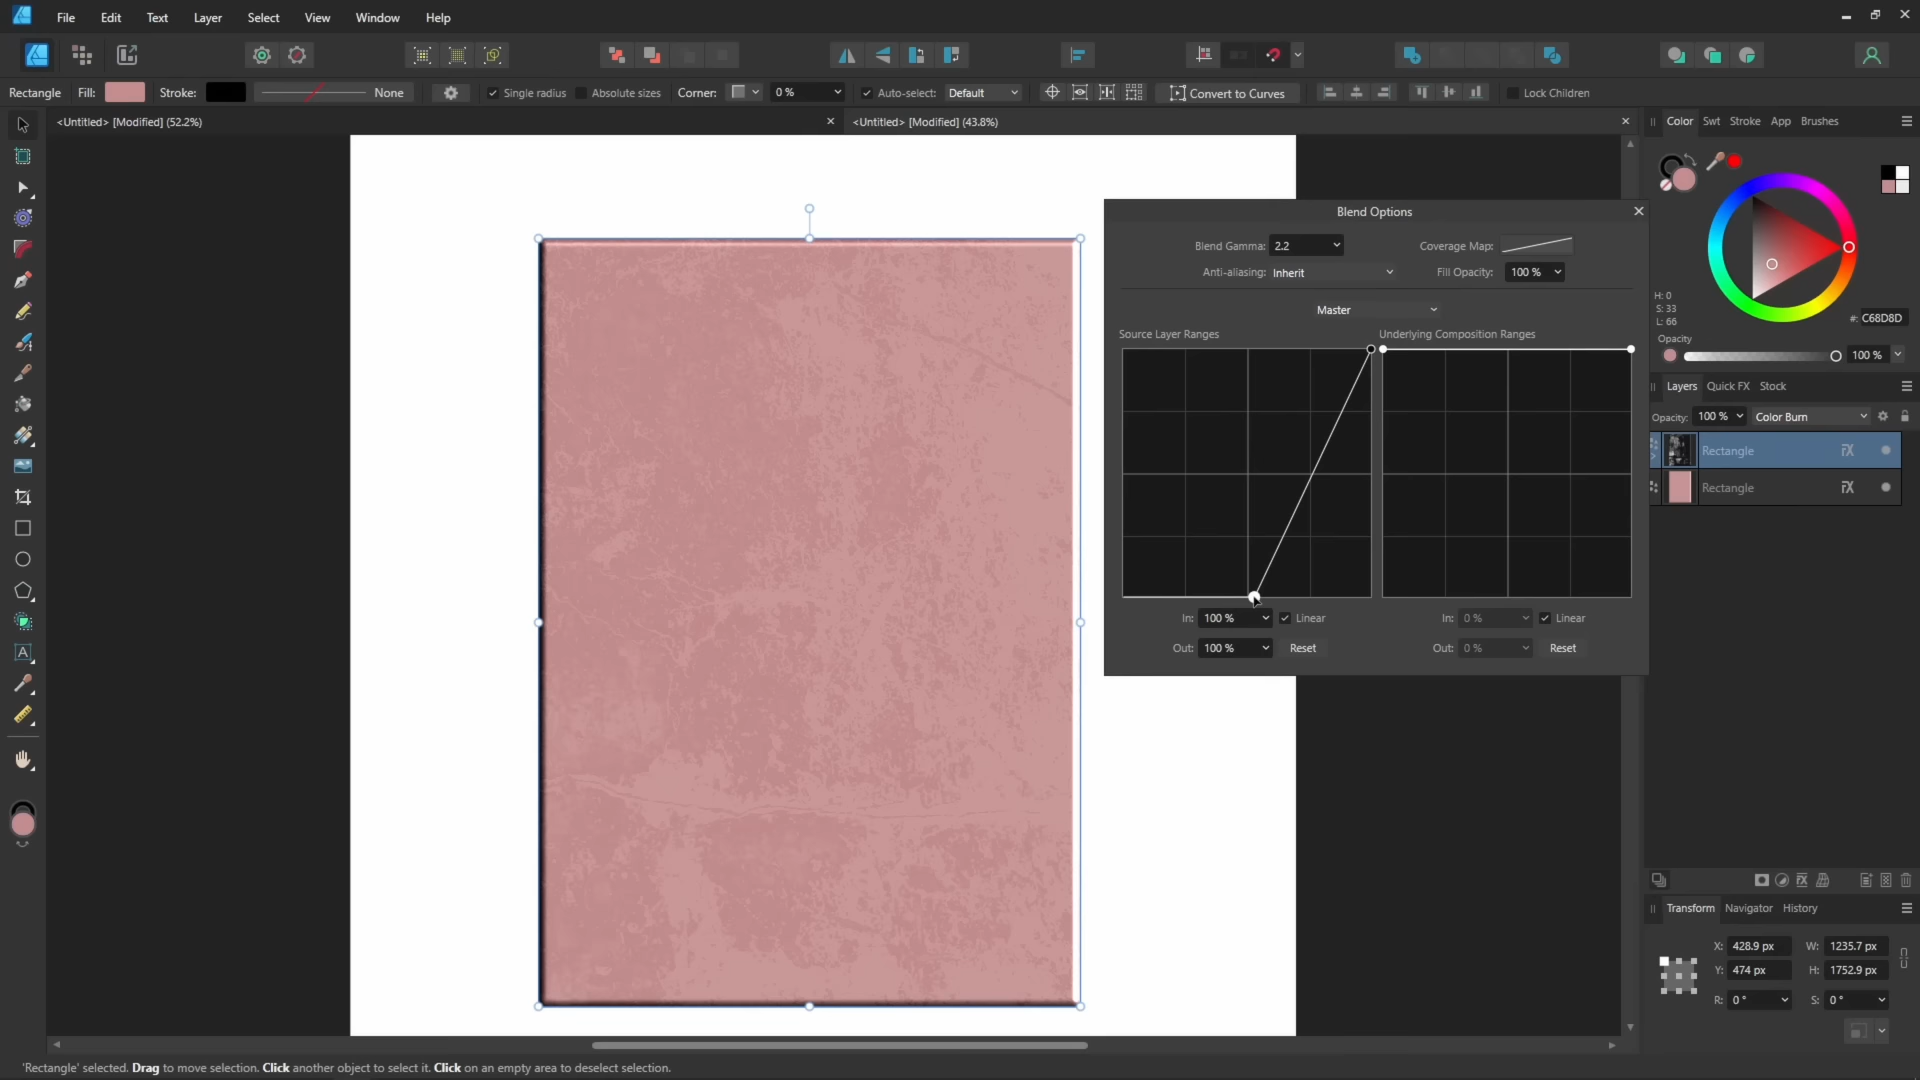 File Edit Text Layer Select View Window Help
Rectangle Fill: Stroke: None Single radius Absolute sizes Corner: 0 % Auto-select: Default Convert to Curves Lock Children
<Untitled> [Modified] (52.2%)
<Untitled> [Modified] (43.8%)
Color Swt Stroke App Brushes
H: 0
S: 33
L: 66
#: C68D8D
Opacity
100 %
Layers Quick FX Stock
Opacity: 100 % Color Burn
Rectangle
Rectangle
Blend Options
Blend Gamma: 2.2 Coverage Map:
Anti-aliasing: Inherit Fill Opacity: 100 %
Master
Source Layer Ranges Underlying Composition Ranges
In: 100 % Linear In: 0 % Linear
Out: 100 % Reset Out: 0 % Reset
Transform Navigator History
X: 428.9 px W: 1235.7 px
Y: 474 px H: 1752.9 px
R: 0 ° S: 0 °
'Rectangle' selected. Drag to move selection. Click another object to select it. Click on an empty area to deselect selection.